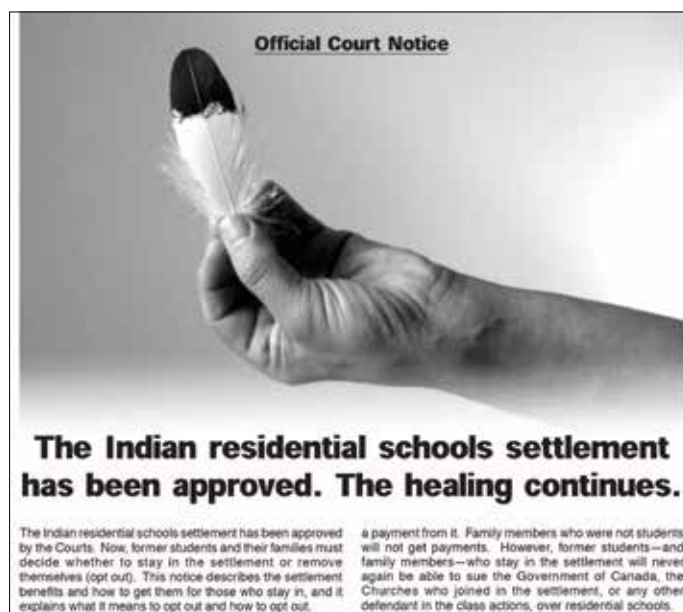 Official Court Notice
The Indian residential schools settlement
has been approved. The healing continues.
The Indian residential schools settlement has been approved
by the Courts. Now, former students and their families must
decide whether to stay in the settlement or remove
themselves (opt out). This notice describes the settlement
benefits and how to get them for those who stay in, and it
explains what it means to opt out and how to opt out.
a payment from it. Family members who were not students
will not get payments. However, former students—and
family members—who stay in the settlement will never
again be able to sue the Government of Canada, the
Churches who joined in the settlement, or any other
defendant in the class actions, over residential schools.